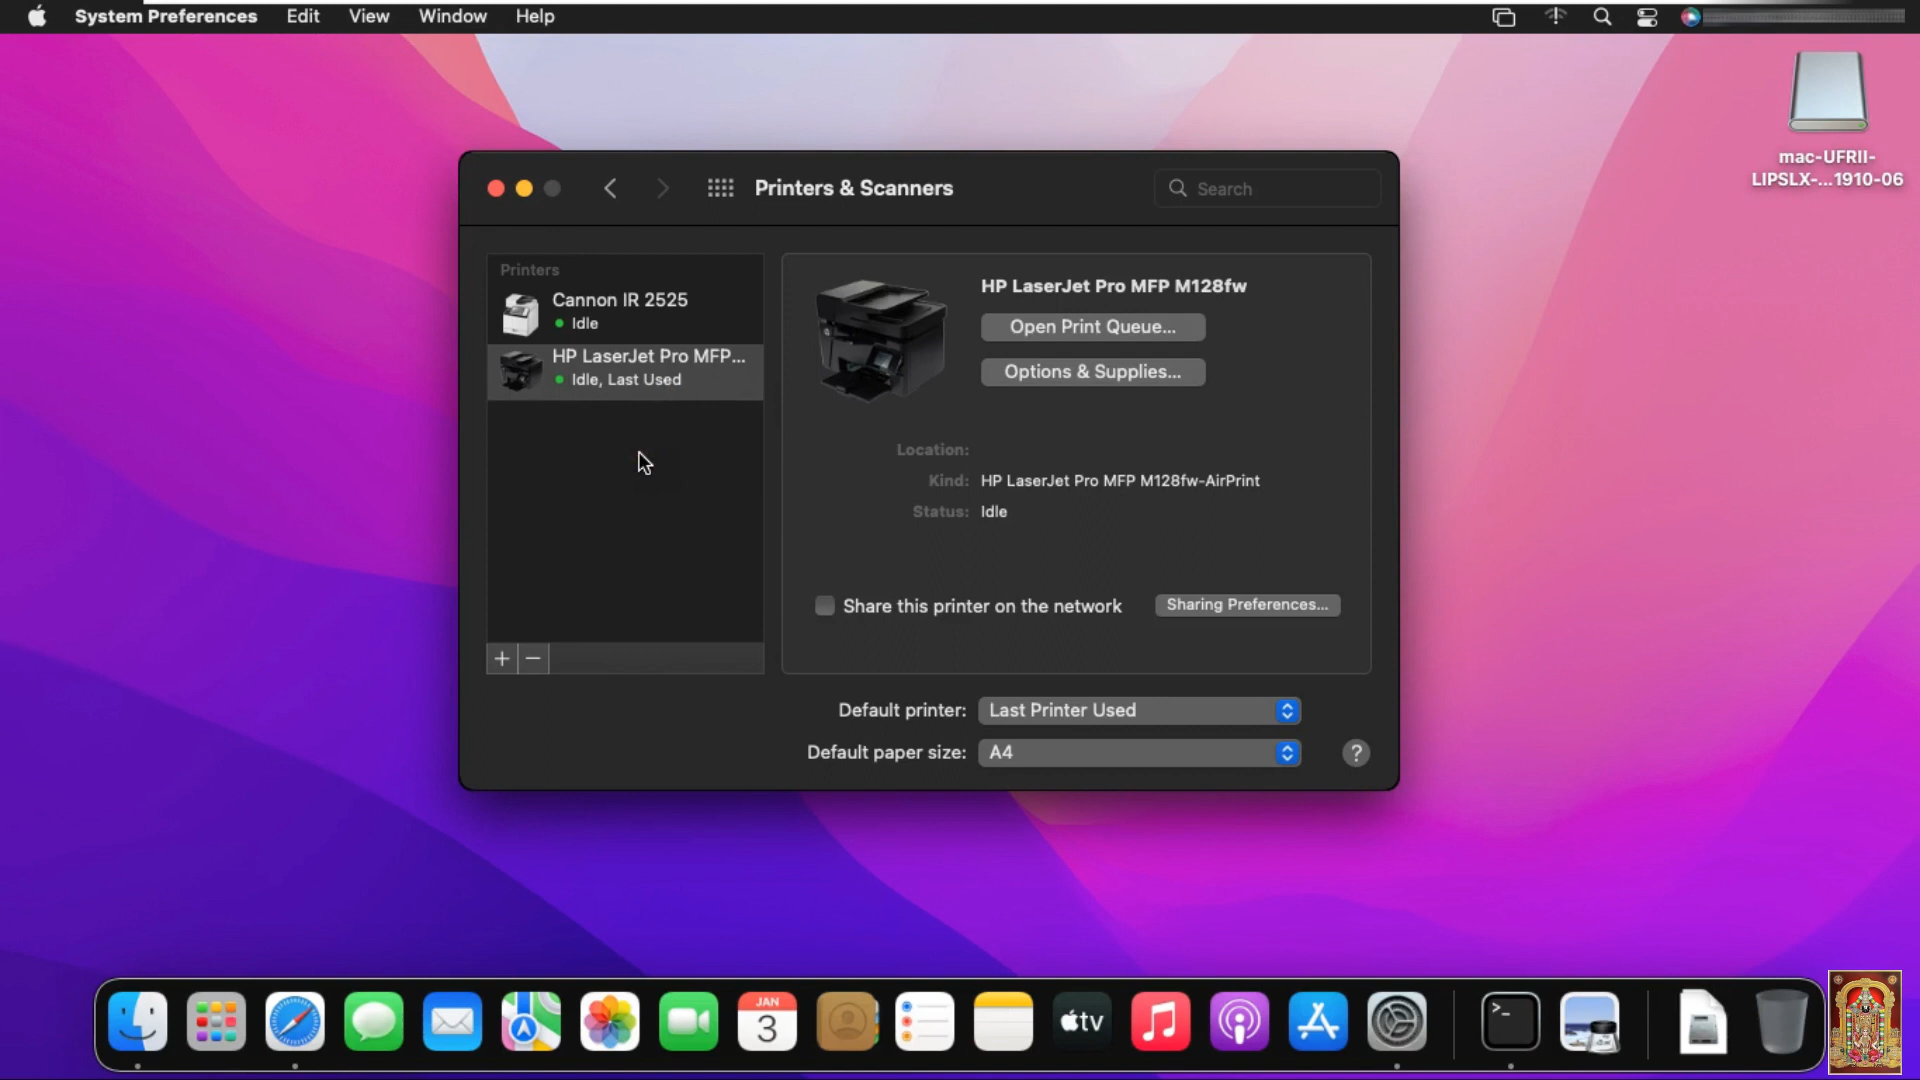 System Preferences Edit View Window Help
mac-UFRII-
LIPSLX-...1910-06
Printers & Scanners
Search
Printers
Cannon IR 2525
Idle
HP LaserJet Pro MFP...
Idle, Last Used
HP LaserJet Pro MFP M128fw
Open Print Queue...
Options & Supplies...
Location:
Kind: HP LaserJet Pro MFP M128fw-AirPrint
Status: Idle
Share this printer on the network
Sharing Preferences...
Default printer: Last Printer Used
Default paper size: A4
?
JAN
3
tv
>_